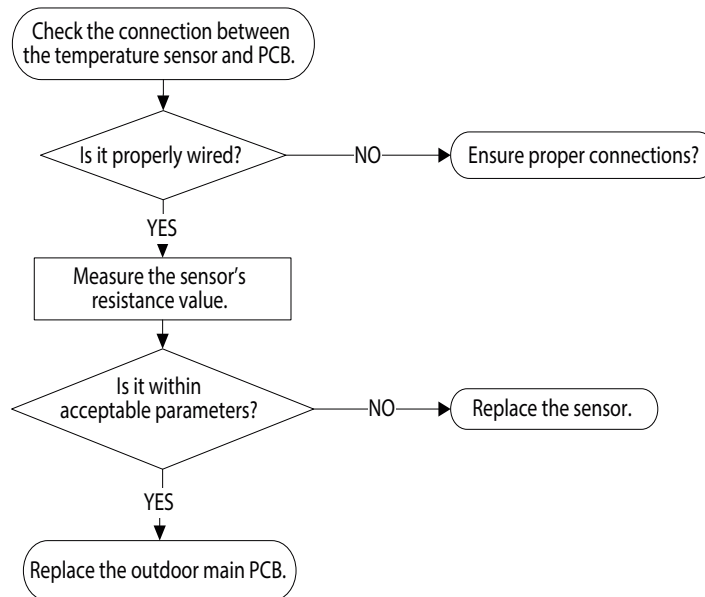 Check the connection between
the temperature sensor and PCB.
Is it properly wired?
NO
Ensure proper connections?
YES
Measure the sensor's
resistance value.
Is it within
acceptable parameters?
NO
Replace the sensor.
YES
Replace the outdoor main PCB.